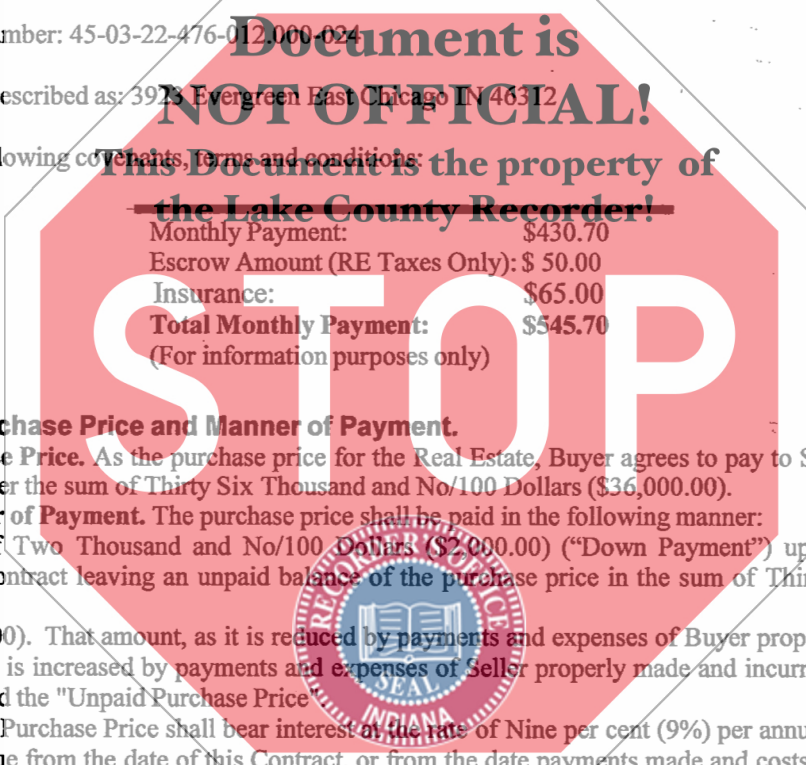 mber: 45-03-22-476-012.000-024
Document is
escribed as: 3923 Evergreen East Chicago IN 46312
NOT OFFICIAL!
lowing covenants, terms and conditions:
This Document is the property of
the Lake County Recorder!
Monthly Payment: $430.70
Escrow Amount (RE Taxes Only): $ 50.00
Insurance: $65.00
Total Monthly Payment: $545.70
(For information purposes only)
STOP
chase Price and Manner of Payment.
e Price. As the purchase price for the Real Estate, Buyer agrees to pay to S
er the sum of Thirty Six Thousand and No/100 Dollars ($36,000.00).
r of Payment. The purchase price shall be paid in the following manner:
f Two Thousand and No/100 Dollars ($2,000.00) ("Down Payment") up
ontract leaving an unpaid balance of the purchase price in the sum of Thi
00). That amount, as it is reduced by payments and expenses of Buyer prop
is increased by payments and expenses of Seller properly made and incurr
d the "Unpaid Purchase Price".
Purchase Price shall bear interest at the rate of Nine per cent (9%) per annu
e from the date of this Contract, or from the date payments made and costs
RECORDER'S OFFICE
SEAL
INDIANA